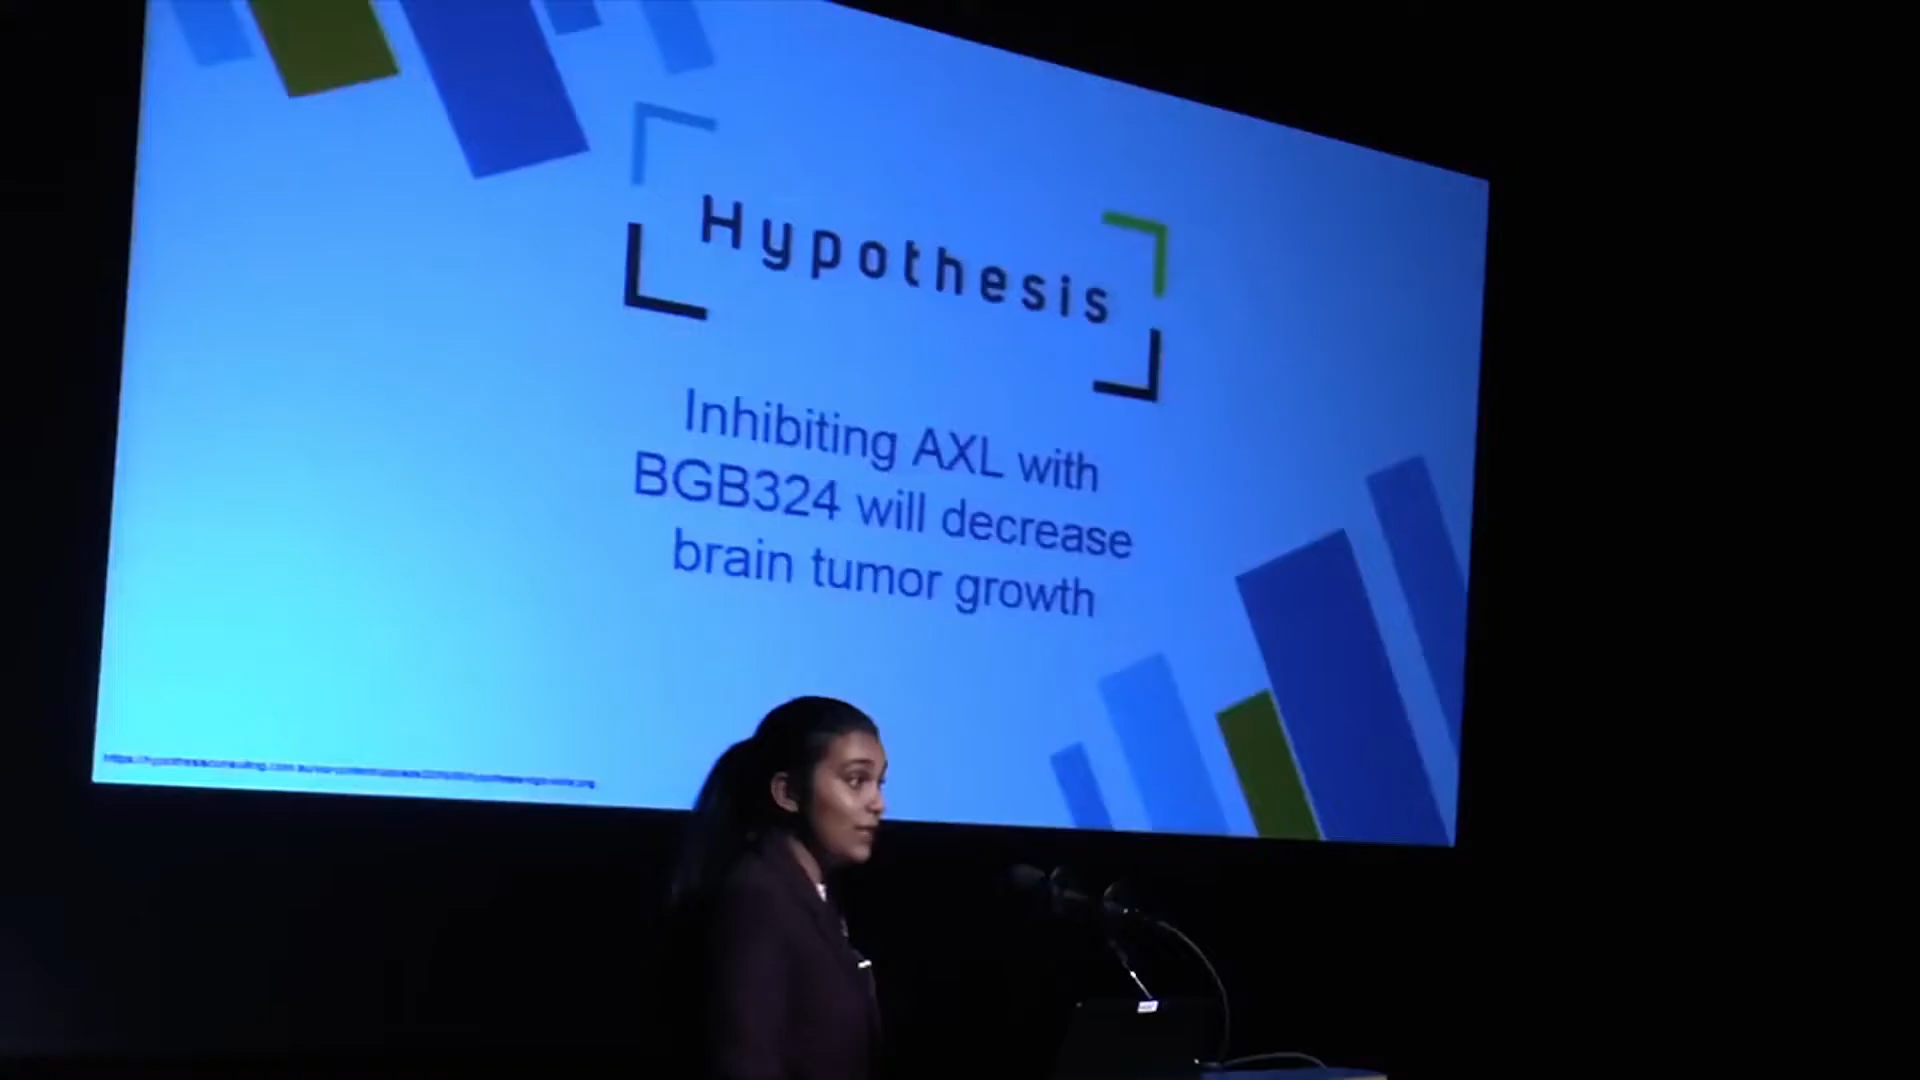 Hypothesis
Inhibiting AXL with
BGB324 will decrease
brain tumor growth